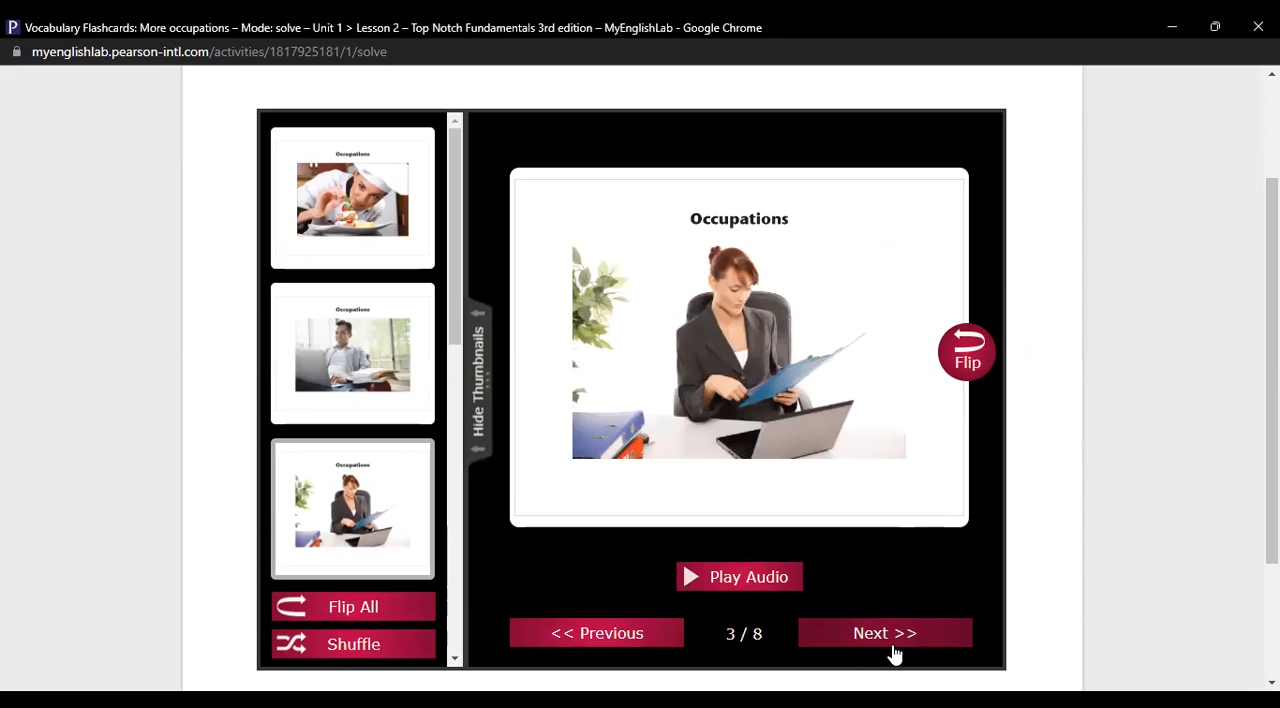 Vocabulary Flashcards: More occupations – Mode: solve – Unit 1 > Lesson 2 – Top Notch Fundamentals 3rd edition – MyEnglishLab - Google Chrome
myenglishlab.pearson-intl.com/activities/1817925181/1/solve
Occupations
Occupations
Occupations
Flip All
Shuffle
Hide Thumbnails
Occupations
Flip
Play Audio
<< Previous
3 / 8
Next >>